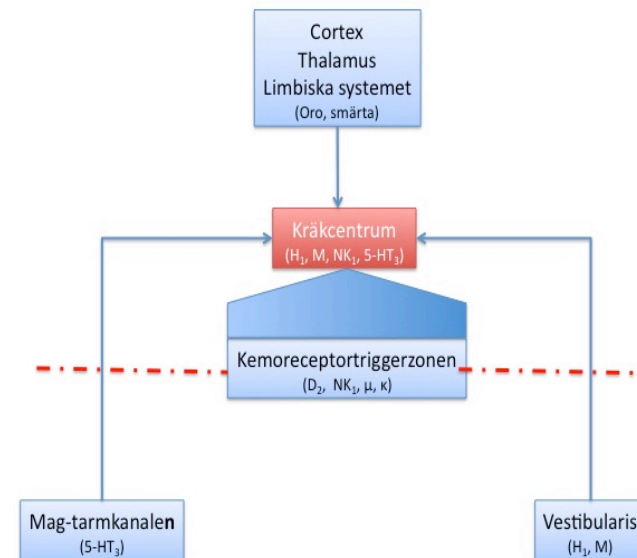 Cortex
Thalamus
Limbiska systemet
(Oro, smärta)
Kräkcentrum
(H₁, M, NK₁, 5-HT₃)
Kemoreceptortriggerzonen
(D₂, NK₁, µ, κ)
Mag-tarmkanalen
(5-HT₃)
Vestibularis
(H₁, M)